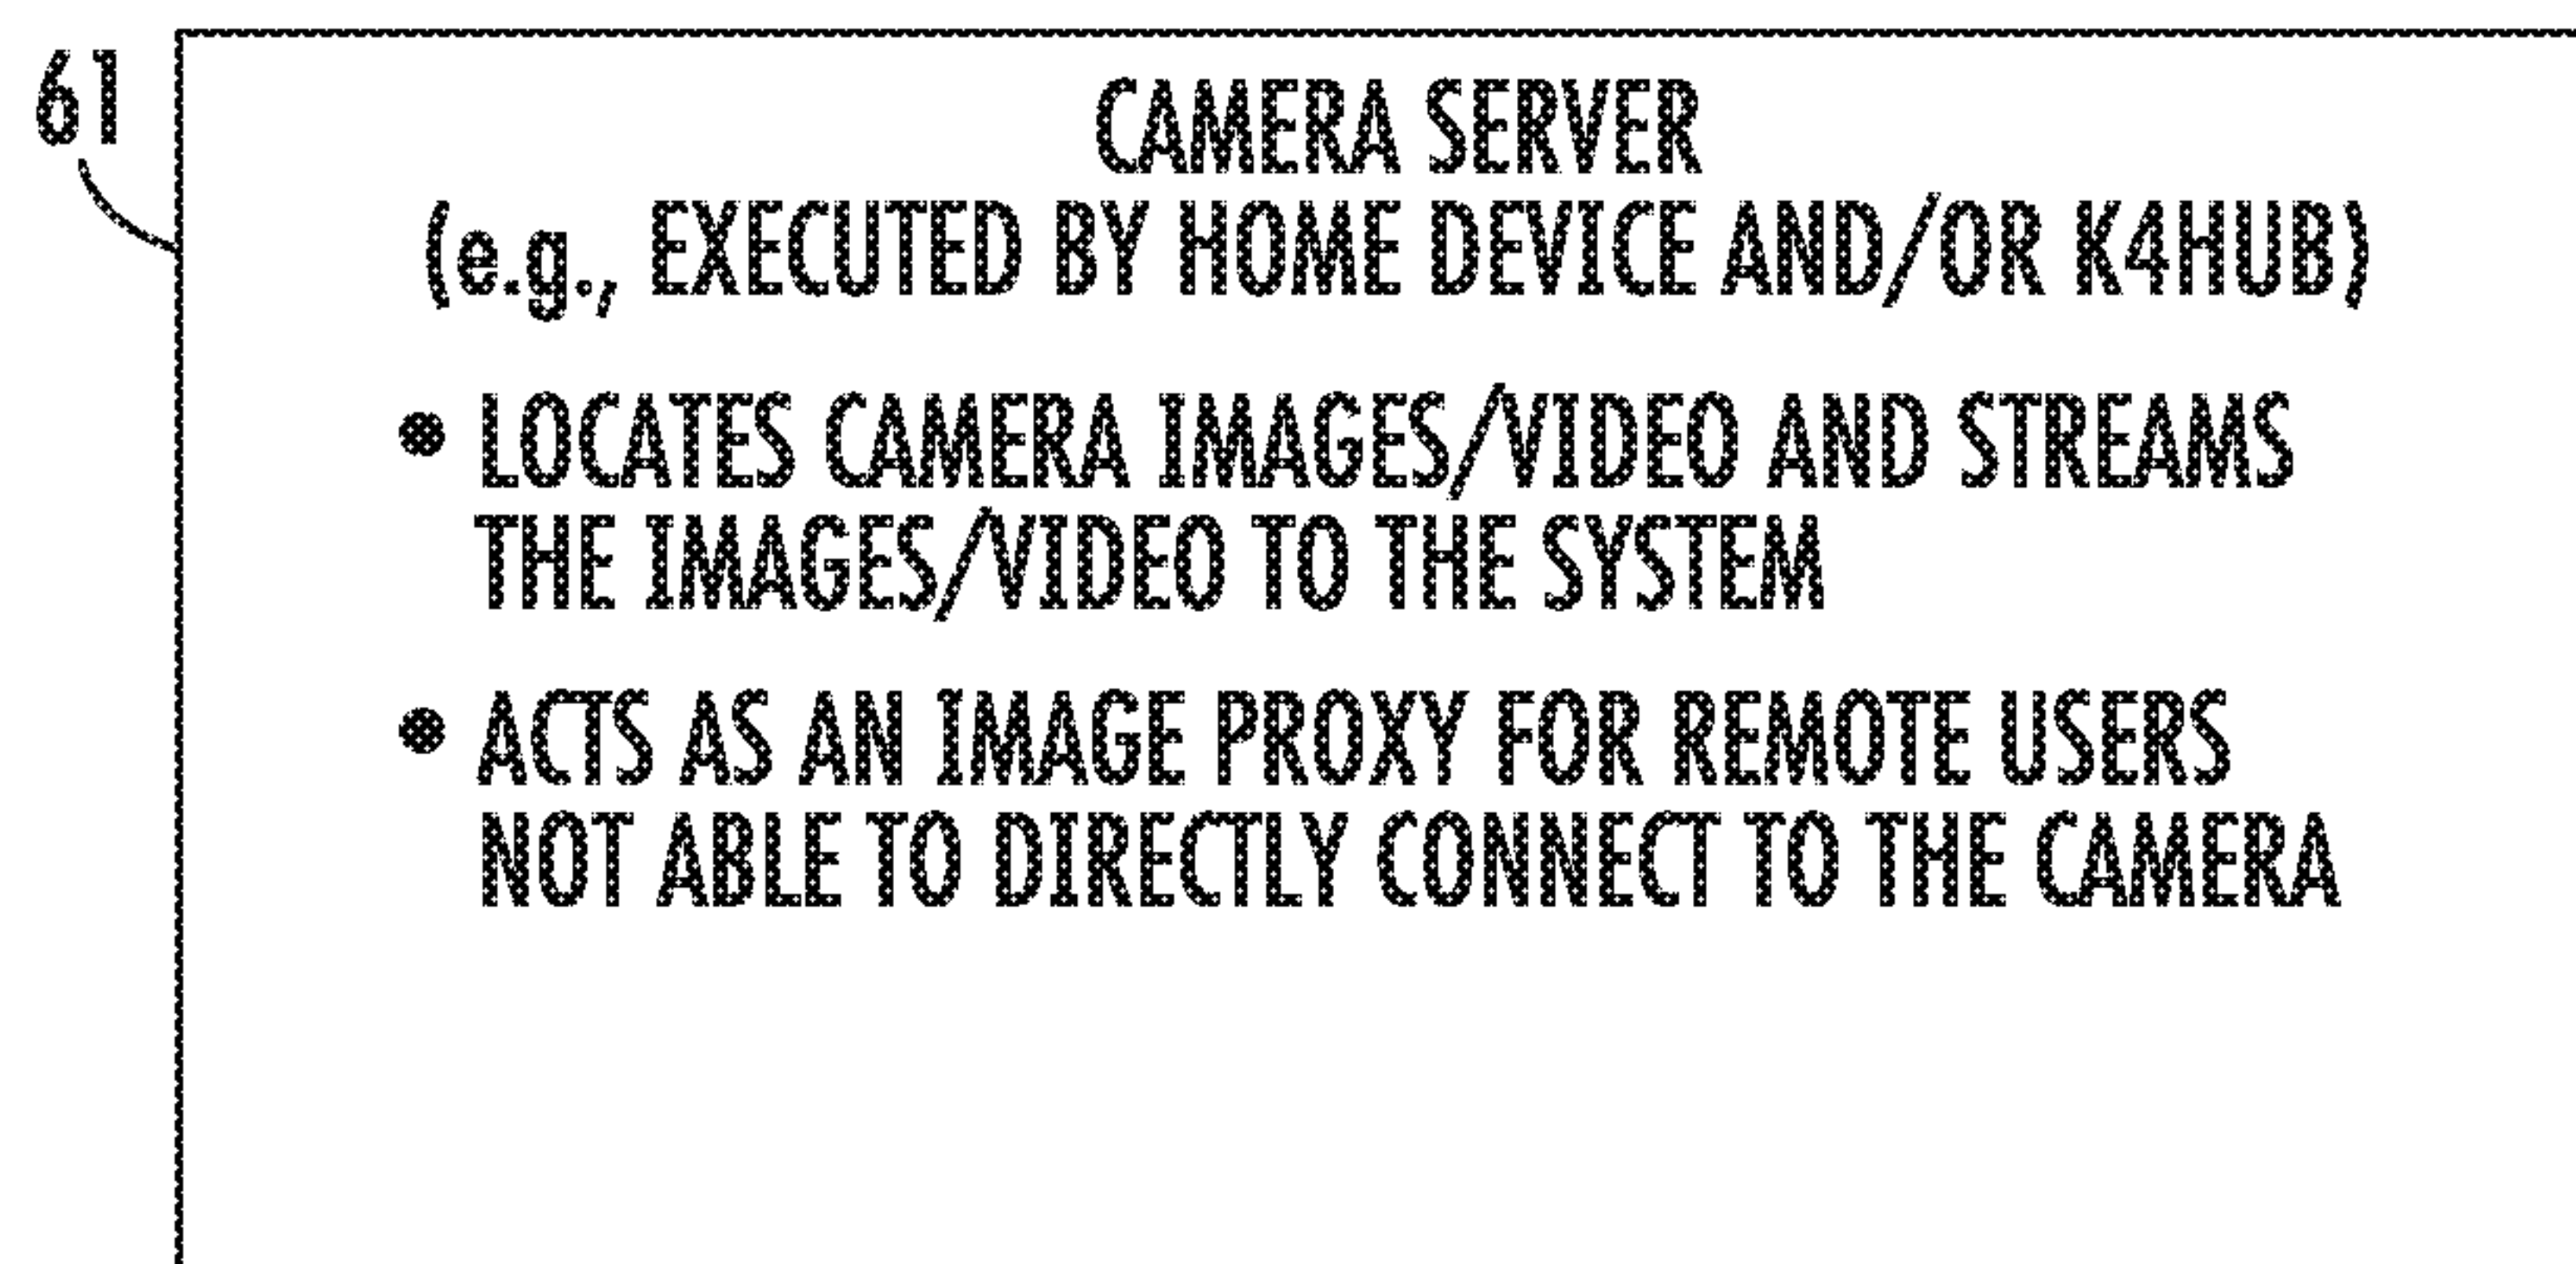 61
CAMERA SERVER
(e.g., EXECUTED BY HOME DEVICE AND/OR K4HUB)
• LOCATES CAMERA IMAGES/VIDEO AND STREAMS
THE IMAGES/VIDEO TO THE SYSTEM
• ACTS AS AN IMAGE PROXY FOR REMOTE USERS
NOT ABLE TO DIRECTLY CONNECT TO THE CAMERA